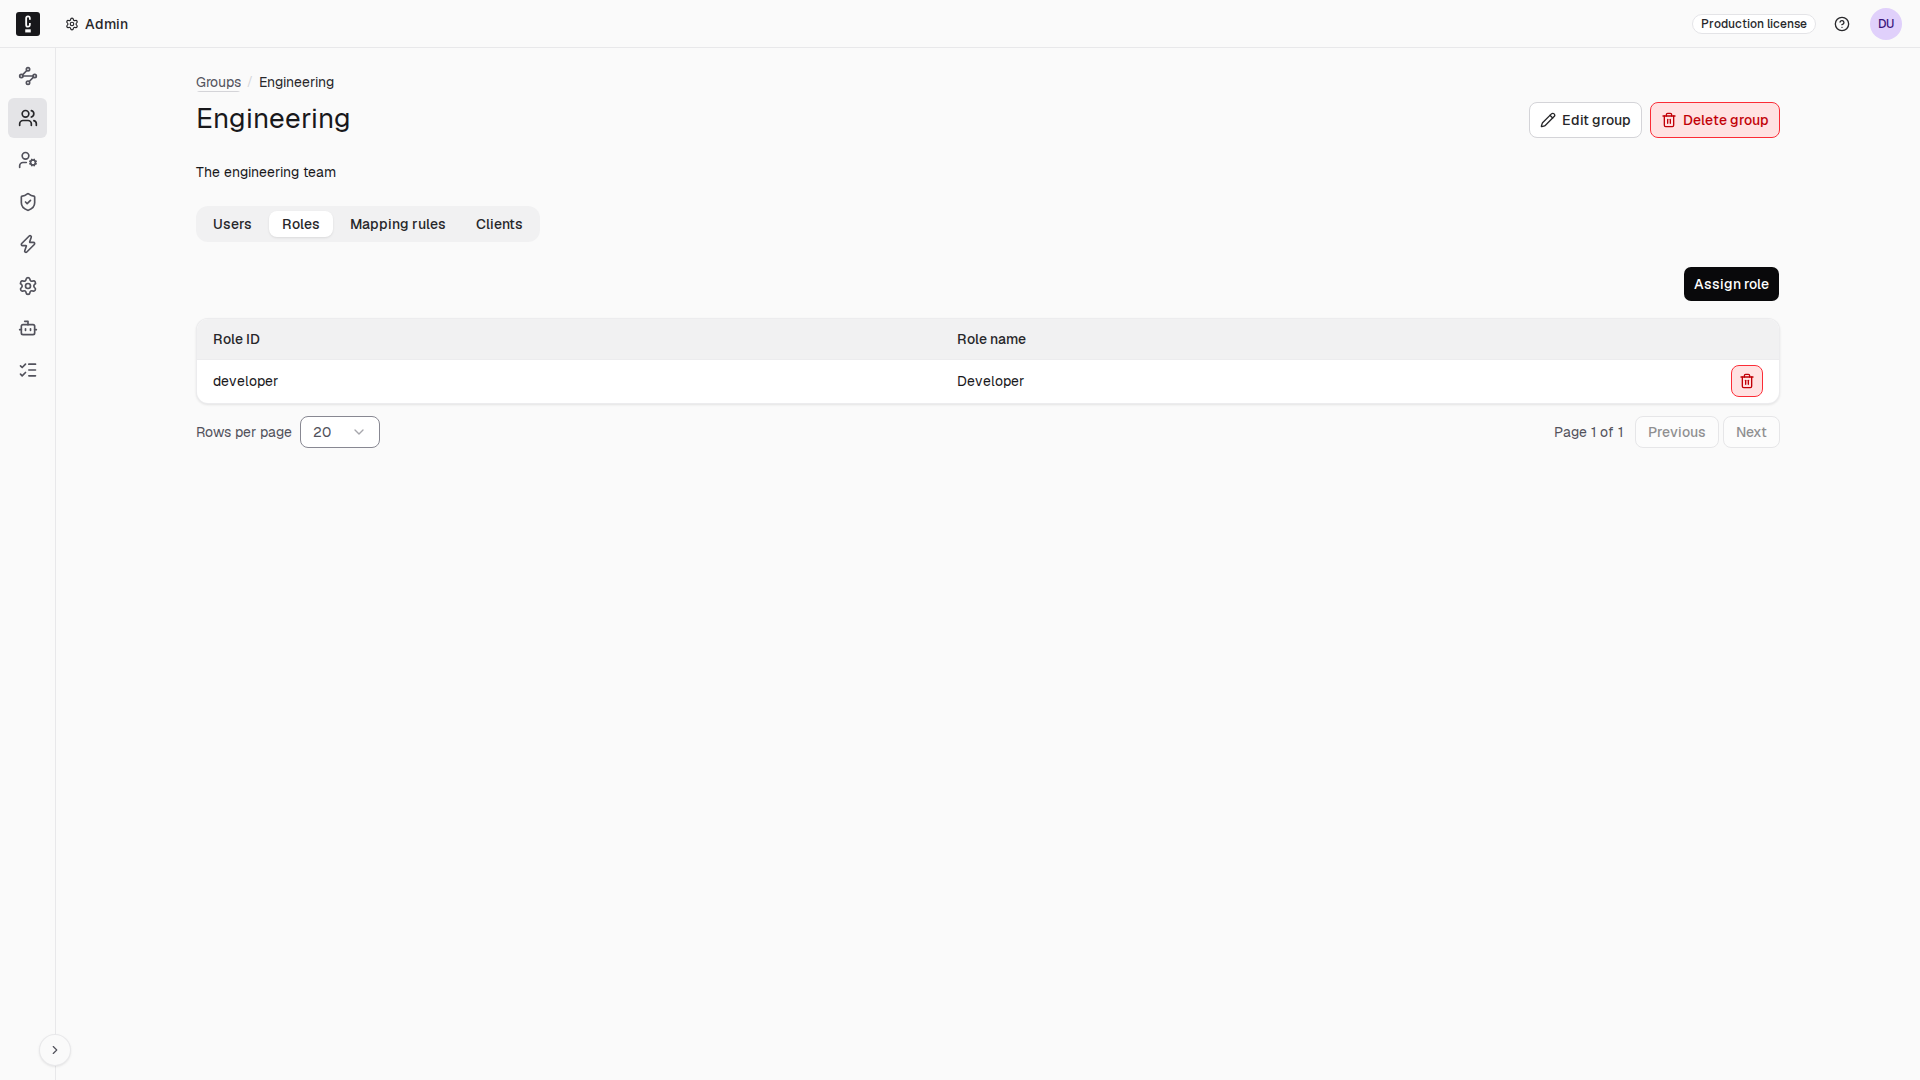 Admin
Production license
DU
Groups / Engineering
Engineering
Edit group
Delete group
The engineering team
Users
Roles
Mapping rules
Clients
Assign role
Role ID
Role name
developer
Developer
Rows per page
20
Page 1 of 1
Previous
Next